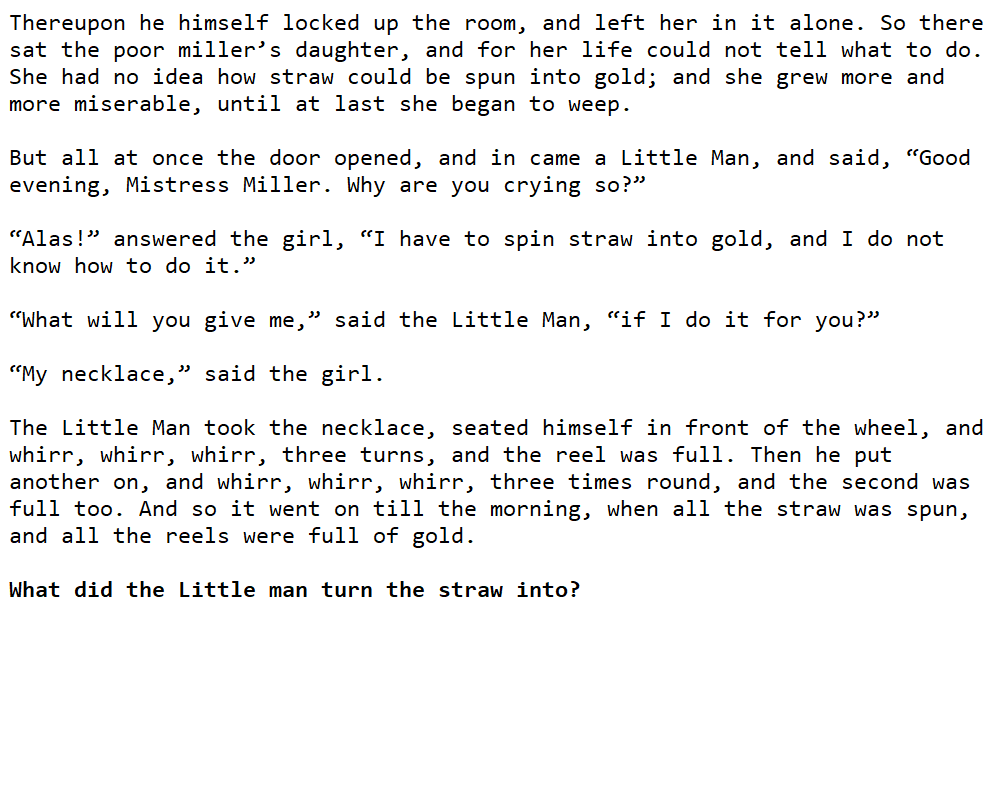 Thereupon he himself locked up the room, and left her in it alone. So there
sat the poor miller’s daughter, and for her life could not tell what to do.
She had no idea how straw could be spun into gold; and she grew more and
more miserable, until at last she began to weep.

But all at once the door opened, and in came a Little Man, and said, “Good
evening, Mistress Miller. Why are you crying so?”

“Alas!” answered the girl, “I have to spin straw into gold, and I do not
know how to do it.”

“What will you give me,” said the Little Man, “if I do it for you?”

“My necklace,” said the girl.

The Little Man took the necklace, seated himself in front of the wheel, and
whirr, whirr, whirr, three turns, and the reel was full. Then he put
another on, and whirr, whirr, whirr, three times round, and the second was
full too. And so it went on till the morning, when all the straw was spun,
and all the reels were full of gold.

What did the Little man turn the straw into?